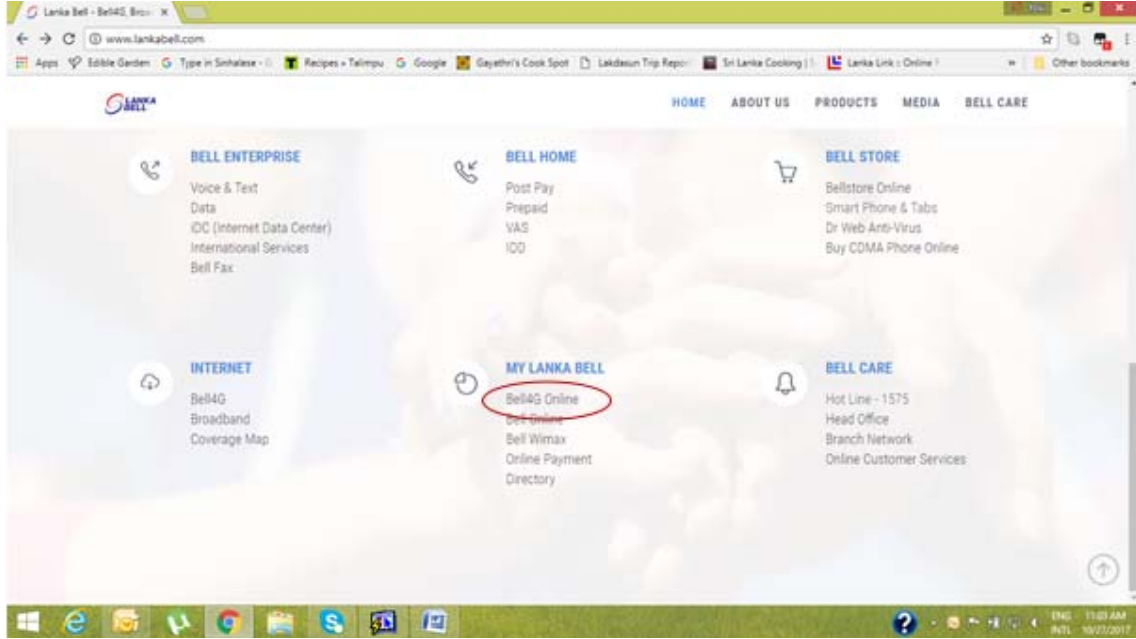 Lanka Bell - Bell4G, Bro
www.lankabell.com
Apps Edible Garden Type in Sinhalese - Recipes « Talimpu Google Gayathri's Cook Spot Lakdasun Trip Repor Sri Lanka Cooking | Lanka Link : Online Other bookmarks
LANKA BELL
HOME ABOUT US PRODUCTS MEDIA BELL CARE
BELL ENTERPRISE
Voice & Text
Data
iDC (Internet Data Center)
International Services
Bell Fax
BELL HOME
Post Pay
Prepaid
VAS
IDD
BELL STORE
Bellstore Online
Smart Phone & Tabs
Dr Web Anti-Virus
Buy CDMA Phone Online
INTERNET
Bell4G
Broadband
Coverage Map
MY LANKA BELL
Bell4G Online
Bell Online
Bell Wimax
Online Payment
Directory
BELL CARE
Hot Line - 1575
Head Office
Branch Network
Online Customer Services
ENG 11:03 AM
INTL 10/27/2017